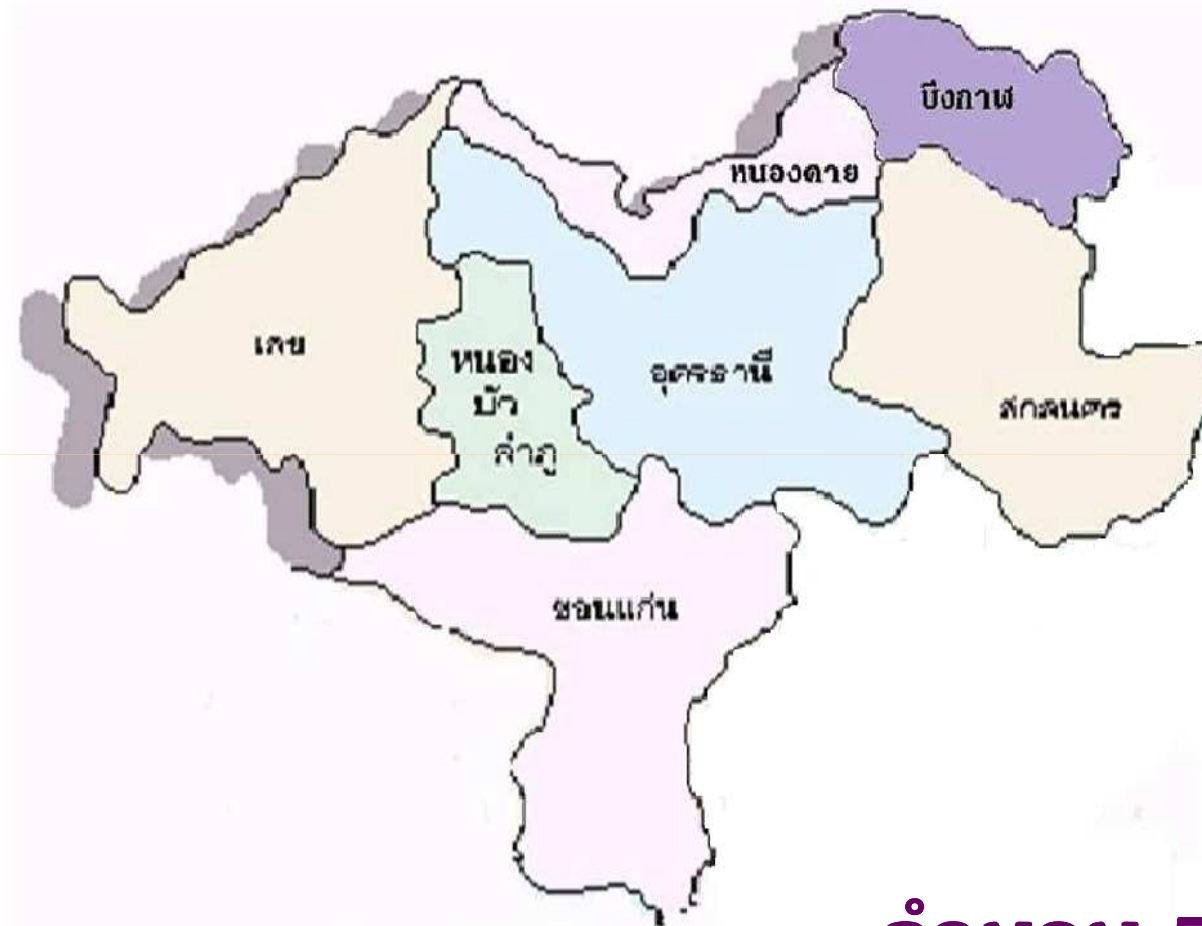 บึงกาฬ
หนองคาย
เลย
หนอง
บัว
ลำภู
อุดรธานี
สกลนคร
ขอนแก่น